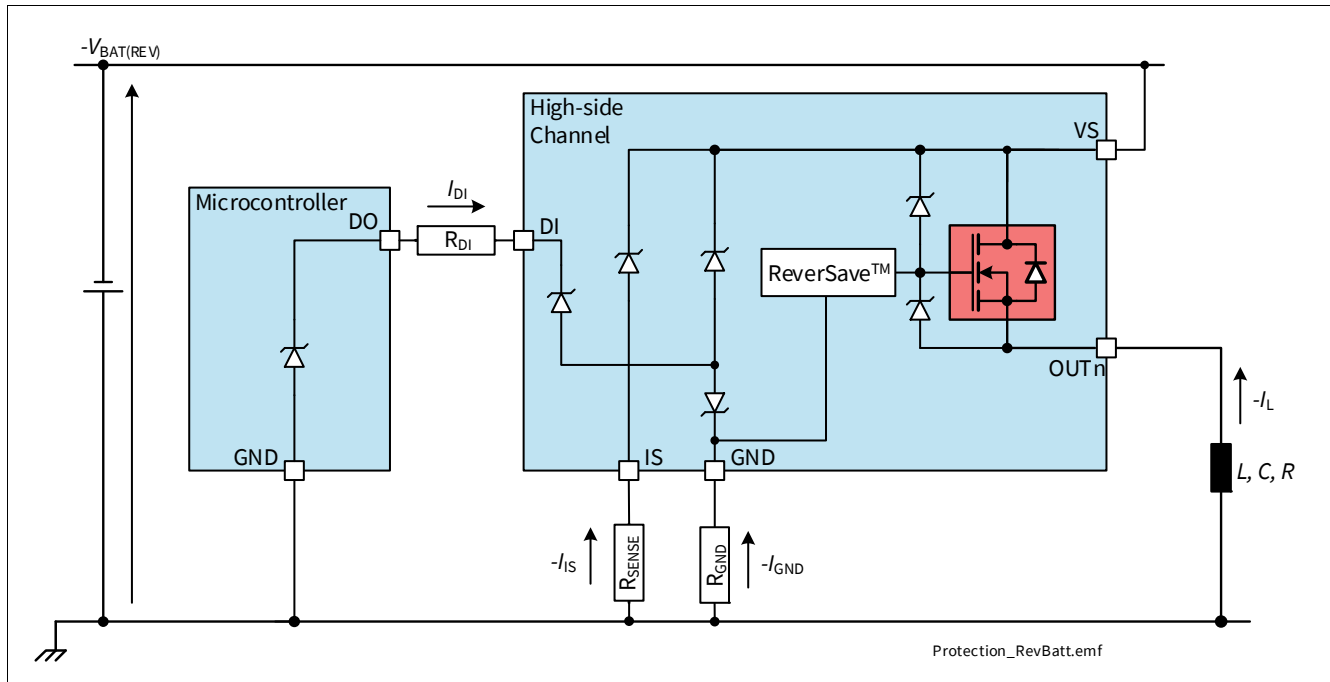 -VBAT(REV)
High-side
Channel
VS
Microcontroller
DO
IDI
RDI
DI
ReverSave™
OUTn
-IL
L, C, R
GND
IS
GND
-IIS
RSENSE
RGND
-IGND
Protection_RevBatt.emf